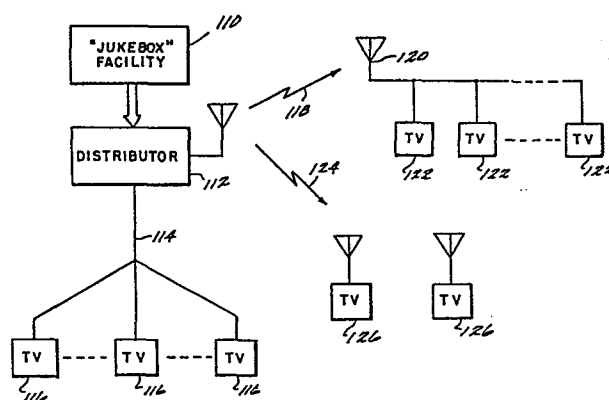 110
"JUKEBOX"
FACILITY
120
118
DISTRIBUTOR
112
TV TV TV
122 122 122
124
114
TV TV
126 126
TV TV TV
116 116 116